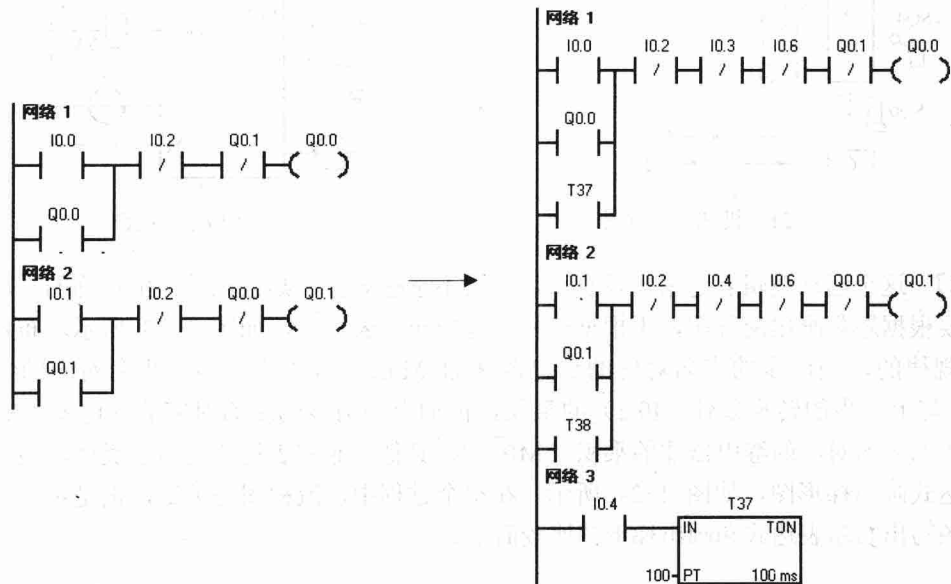 网络 1
I0.0 I0.2 Q0.1 Q0.0
/ /
Q0.0
网络 2
I0.1 I0.2 Q0.0 Q0.1
/ /
Q0.1
网络 1
I0.0 I0.2 I0.3 I0.6 Q0.1 Q0.0
/ / / /
Q0.0
T37
网络 2
I0.1 I0.2 I0.4 I0.6 Q0.0 Q0.1
/ / / /
Q0.1
T38
网络 3
I0.4 T37
IN TON
100 PT 100 ms